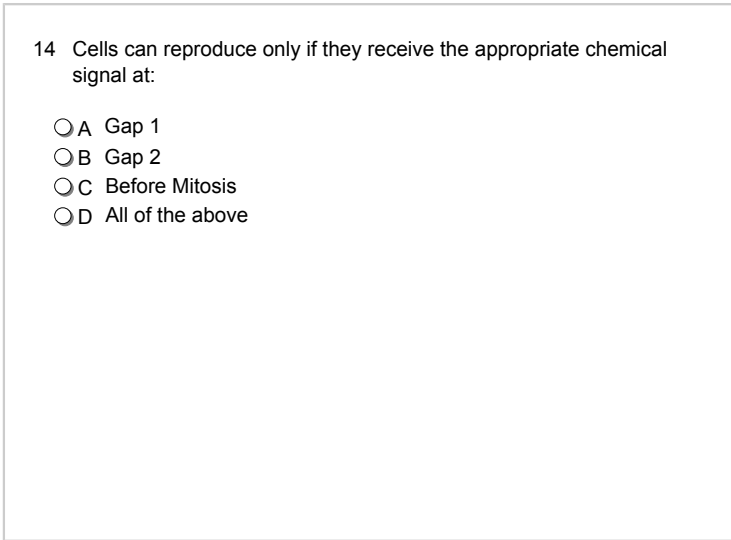 14 Cells can reproduce only if they receive the appropriate chemical
signal at:
A Gap 1
B Gap 2
C Before Mitosis
D All of the above